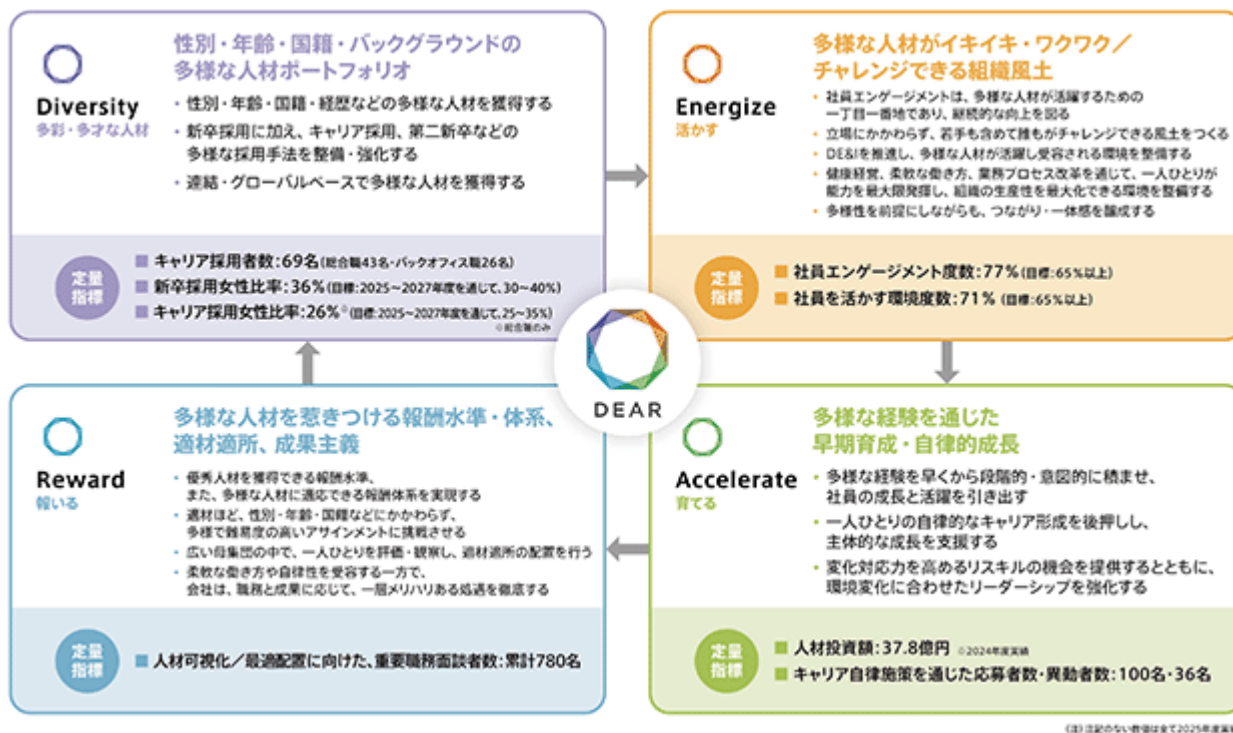 Diversity
多彩・多才な人材
性別・年齢・国籍・バックグラウンドの
多様な人材ポートフォリオ
・性別・年齢・国籍・経歴などの多様な人材を獲得する
・新卒採用に加え、キャリア採用、第二新卒などの
多様な採用手法を整備・強化する
・連結・グローバルベースで多様な人材を獲得する
定量
指標
■ キャリア採用者数:69名(総合職43名・バックオフィス職26名)
■ 新卒採用女性比率:36%(目標:2025〜2027年度を通じて、30〜40%)
■ キャリア採用女性比率:26%※(目標:2025〜2027年度を通じて、25〜35%)
※総合職のみ
Energize
活かす
多様な人材がイキイキ・ワクワク／
チャレンジできる組織風土
・社員エンゲージメントは、多様な人材が活躍するための
一丁目一番地であり、継続的な向上を図る
・立場にかかわらず、若手も含めて誰もがチャレンジできる風土をつくる
・DE&Iを推進し、多様な人材が活躍し受容される環境を整備する
・健康経営、柔軟な働き方、業務プロセス改革を通じて、一人ひとりが
能力を最大限発揮し、組織の生産性を最大化できる環境を整備する
・多様性を前提にしながらも、つながり・一体感を醸成する
定量
指標
■ 社員エンゲージメント度数:77%(目標:65%以上)
■ 社員を活かす環境度数:71% (目標:65%以上)
DEAR
Reward
報いる
多様な人材を惹きつける報酬水準・体系、
適材適所、成果主義
・優秀人材を獲得できる報酬水準、
また、多様な人材に適応できる報酬体系を実現する
・適材ほど、性別・年齢・国籍などにかかわらず、
多様で難易度の高いアサインメントに挑戦させる
・広い母集団の中で、一人ひとりを評価・観察し、適材適所の配置を行う
・柔軟な働き方や自律性を受容する一方で、
会社は、職務と成果に応じて、一層メリハリある処遇を徹底する
定量
指標
■ 人材可視化／最適配置に向けた、重要職務面談者数:累計780名
Accelerate
育てる
多様な経験を通じた
早期育成・自律的成長
・多様な経験を早くから段階的・意図的に積ませ、
社員の成長と活躍を引き出す
・一人ひとりの自律的なキャリア形成を後押しし、
主体的な成長を支援する
・変化対応力を高めるリスキルの機会を提供するとともに、
環境変化に合わせたリーダーシップを強化する
定量
指標
■ 人材投資額:37.8億円 ※2024年度実績
■ キャリア自律施策を通じた応募者数・異動者数:100名・36名
(注)注記のない数値は全て2025年度実績